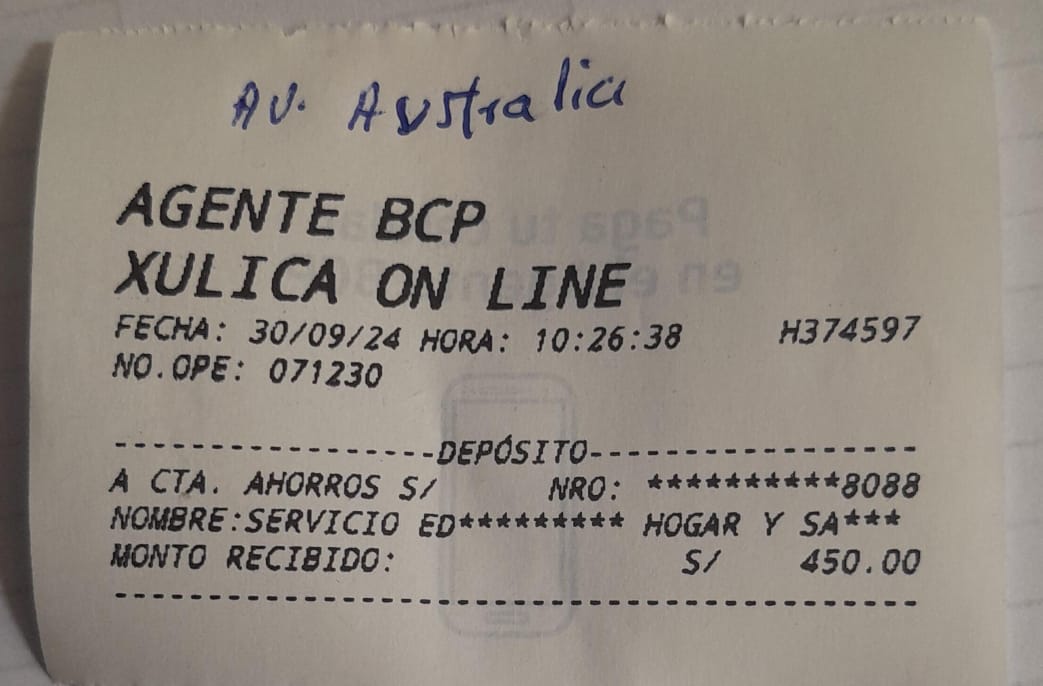 Av. Australia
AGENTE BCP
XULICA ON LINE
FECHA: 30/09/24 HORA: 10:26:38 H374597
NO.OPE: 071230
------------------DEPÓSITO------------------
A CTA. AHORROS S/ NRO: **********8088
NOMBRE:SERVICIO ED********* HOGAR Y SA***
MONTO RECIBIDO: S/ 450.00
--------------------------------------------